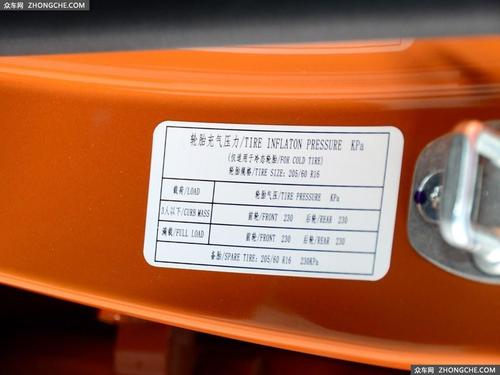 众车网 ZHONGCHE.COM
轮胎充气压力/TIRE INFLATON PRESSURE KPa
(仅适用于冷态轮胎/FOR COLD TIRE)
轮胎规格/TIRE SIZE: 205/60 R16
载荷/LOAD 轮胎气压/TIRE PRESSURE KPa
3人以下/CURB MASS 前轮/FRONT 230 后轮/REAR 230
满载/FULL LOAD 前轮/FRONT 230 后轮/REAR 230
备胎/SPARE TIRE: 205/60 R16 230KPa
众车网 ZHONGCHE.COM